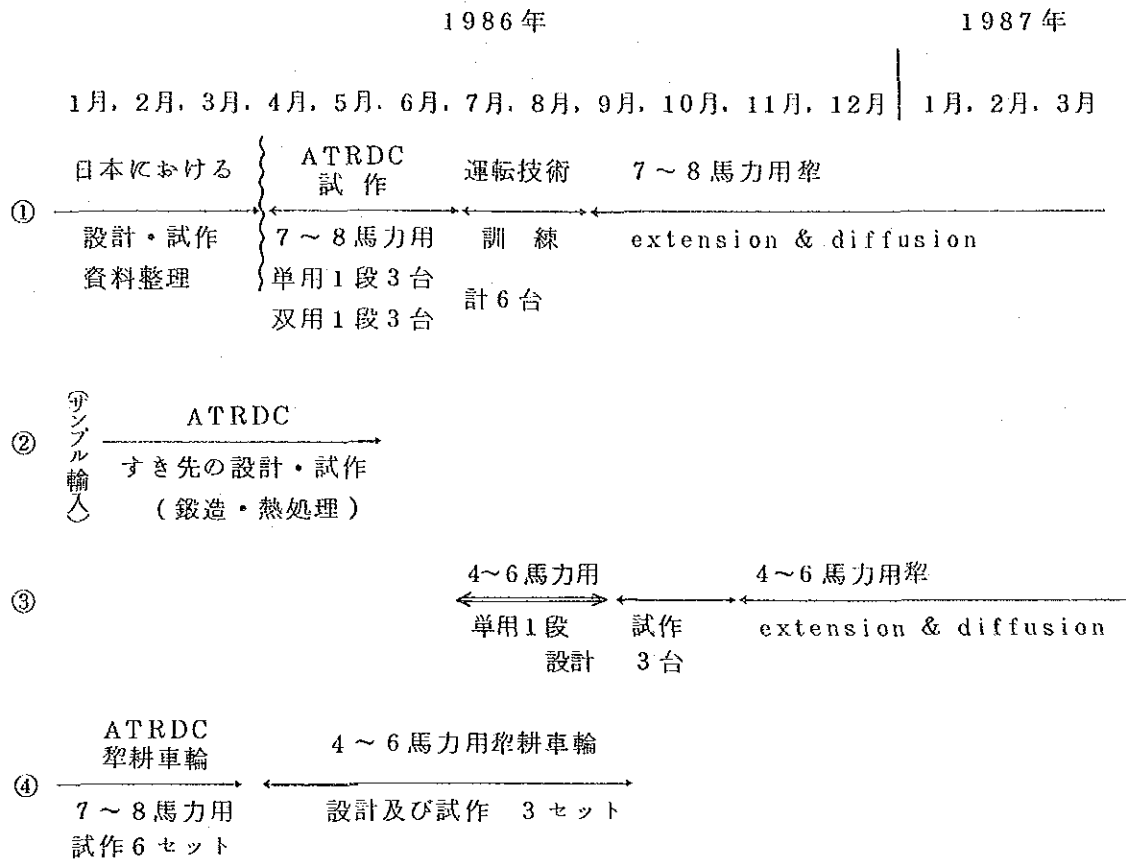 1986年 1987年
1月, 2月, 3月, 4月, 5月, 6月, 7月, 8月, 9月, 10月, 11月, 12月 1月, 2月, 3月
① 日本における ATRDC 試作 運転技術 7～8馬力用犂
設計・試作 7～8馬力用 訓練 extension & diffusion
資料整理 単用1段3台 計6台
双用1段3台
② (サンプル輸入) ATRDC
すき先の設計・試作
(鍛造・熱処理)
③ 4~6馬力用 4~6馬力用犂
単用1段 試作 extension & diffusion
設計 3台
④ ATRDC
犂耕車輪 4～6馬力用犂耕車輪
7～8馬力用 設計及び試作 3セット
試作6セット